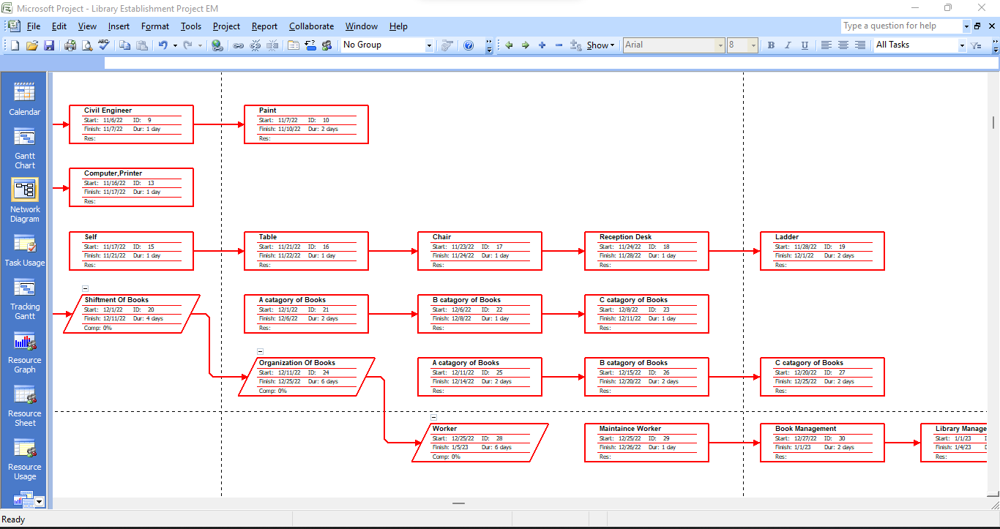 Microsoft Project - Library Establishment Project EM
File Edit View Insert Format Tools Project Report Collaborate Window Help
Type a question for help
No Group
Show
Arial
8
B I U
All Tasks
Calendar
Gantt
Chart
Network
Diagram
Task Usage
Tracking
Gantt
Resource
Graph
Resource
Sheet
Resource
Usage
Civil Engineer
Start: 11/6/22 ID: 9
Finish: 11/7/22 Dur: 1 day
Res:
Paint
Start: 11/7/22 ID: 10
Finish: 11/10/22 Dur: 2 days
Res:
Computer,Printer
Start: 11/16/22 ID: 13
Finish: 11/17/22 Dur: 1 day
Res:
Self
Start: 11/17/22 ID: 15
Finish: 11/21/22 Dur: 1 day
Res:
Table
Start: 11/21/22 ID: 16
Finish: 11/22/22 Dur: 1 day
Res:
Chair
Start: 11/23/22 ID: 17
Finish: 11/24/22 Dur: 1 day
Res:
Reception Desk
Start: 11/24/22 ID: 18
Finish: 11/28/22 Dur: 1 day
Res:
Ladder
Start: 11/28/22 ID: 19
Finish: 12/1/22 Dur: 2 days
Res:
Shiftment Of Books
Start: 12/1/22 ID: 20
Finish: 12/11/22 Dur: 4 days
Comp: 0%
A catagory of Books
Start: 12/1/22 ID: 21
Finish: 12/6/22 Dur: 2 days
Res:
B catagory of Books
Start: 12/6/22 ID: 22
Finish: 12/8/22 Dur: 1 day
Res:
C catagory of Books
Start: 12/8/22 ID: 23
Finish: 12/11/22 Dur: 1 day
Res:
Organization Of Books
Start: 12/11/22 ID: 24
Finish: 12/25/22 Dur: 6 days
Comp: 0%
A catagory of Books
Start: 12/11/22 ID: 25
Finish: 12/14/22 Dur: 2 days
Res:
B catagory of Books
Start: 12/15/22 ID: 26
Finish: 12/20/22 Dur: 2 days
Res:
C catagory of Books
Start: 12/20/22 ID: 27
Finish: 12/25/22 Dur: 2 days
Res:
Worker
Start: 12/25/22 ID: 28
Finish: 1/5/23 Dur: 6 days
Comp: 0%
Maintaince Worker
Start: 12/25/22 ID: 29
Finish: 12/26/22 Dur: 1 day
Res:
Book Management
Start: 12/27/22 ID: 30
Finish: 1/1/23 Dur: 2 days
Res:
Library Manage
Start: 1/1/23
Finish: 1/4/23
Res:
Ready